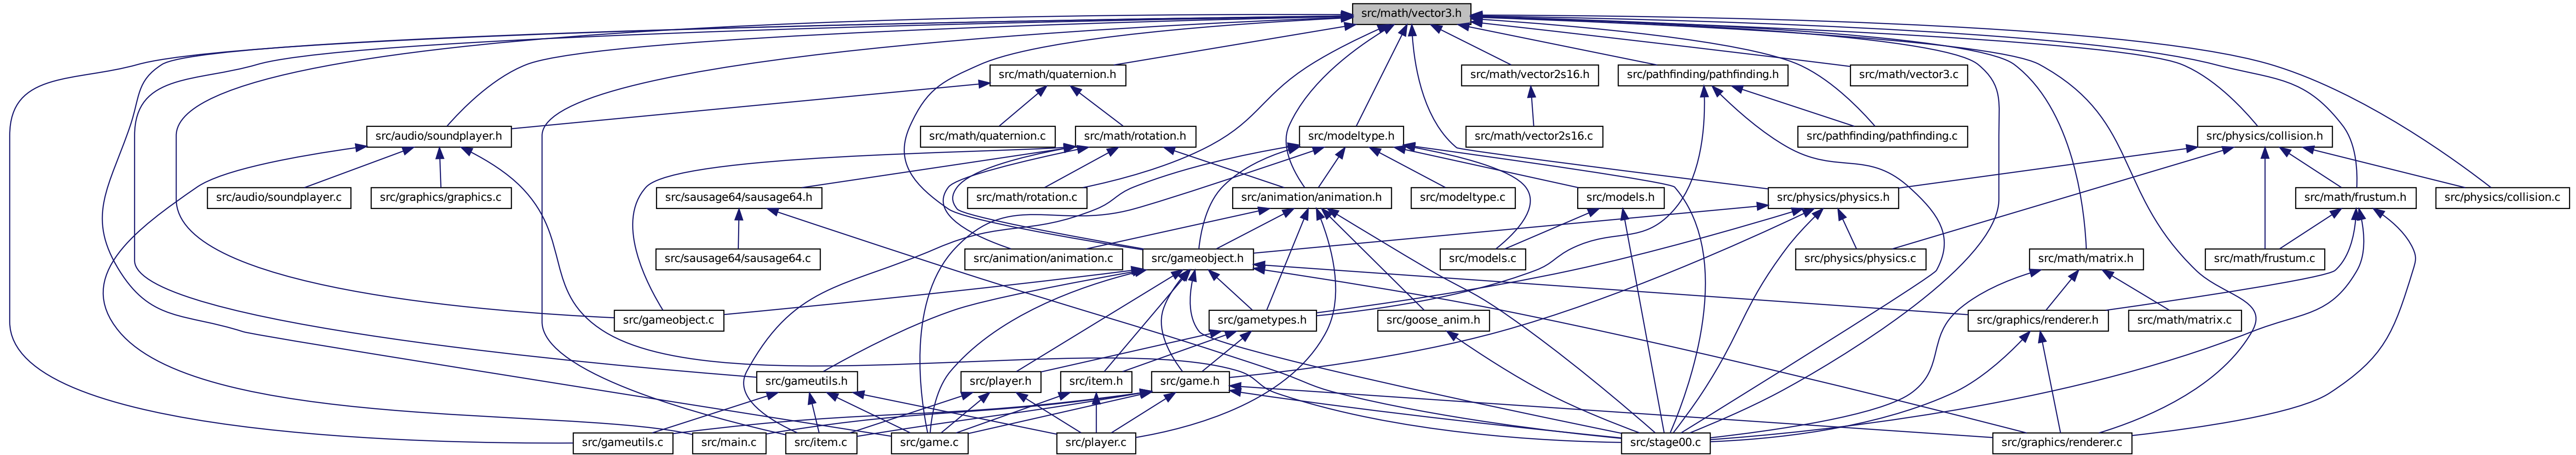 src/math/vector3.h
src/math/quaternion.h
src/math/vector2s16.h
src/pathfinding/pathfinding.h
src/math/vector3.c
src/audio/soundplayer.h
src/math/quaternion.c
src/math/rotation.h
src/modeltype.h
src/math/vector2s16.c
src/pathfinding/pathfinding.c
src/physics/collision.h
src/audio/soundplayer.c
src/graphics/graphics.c
src/sausage64/sausage64.h
src/math/rotation.c
src/animation/animation.h
src/modeltype.c
src/models.h
src/physics/physics.h
src/math/frustum.h
src/physics/collision.c
src/sausage64/sausage64.c
src/animation/animation.c
src/gameobject.h
src/models.c
src/physics/physics.c
src/math/matrix.h
src/math/frustum.c
src/gameobject.c
src/gametypes.h
src/goose_anim.h
src/graphics/renderer.h
src/math/matrix.c
src/gameutils.h
src/player.h
src/item.h
src/game.h
src/gameutils.c
src/main.c
src/item.c
src/game.c
src/player.c
src/stage00.c
src/graphics/renderer.c